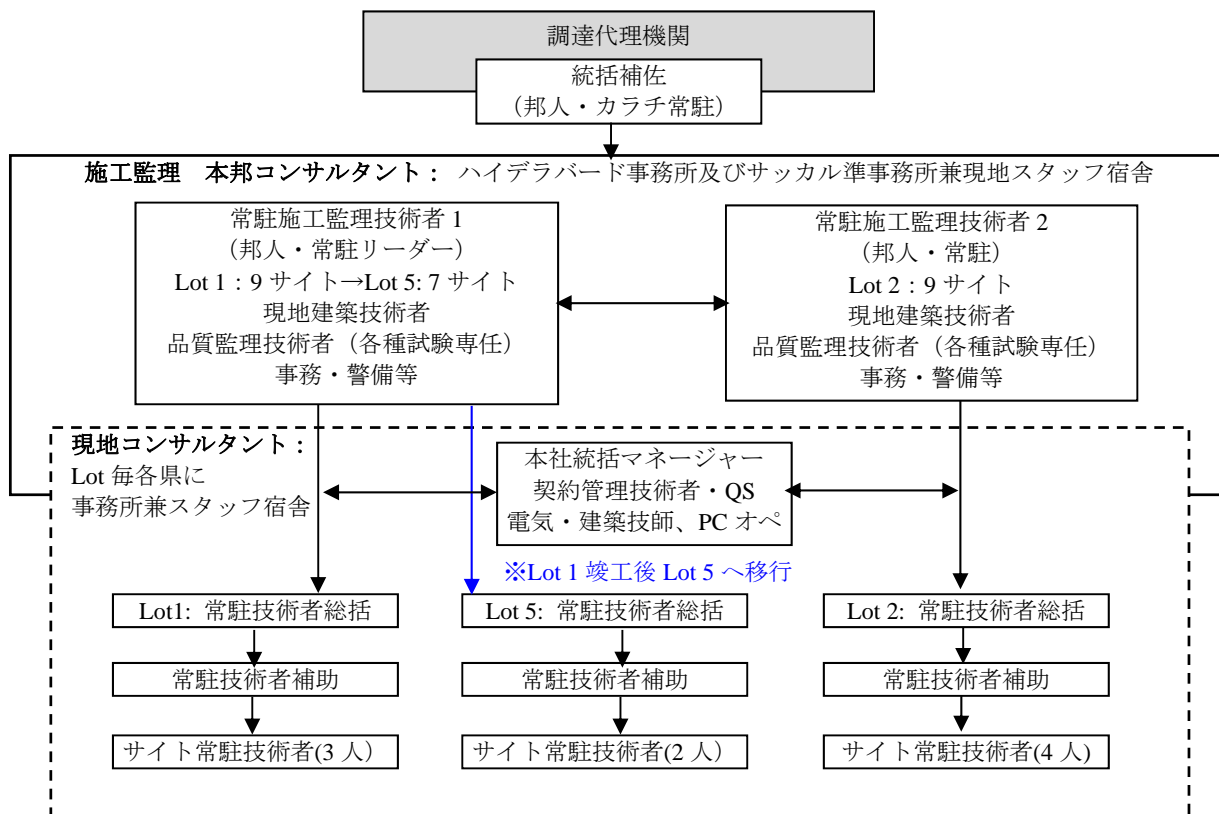 調達代理機関
統括補佐
（邦人・カラチ常駐）
施工監理　本邦コンサルタント： ハイデラバード事務所及びサッカル準事務所兼現地スタッフ宿舎
常駐施工監理技術者 1
（邦人・常駐リーダー）
Lot 1：9 サイト→Lot 5: 7 サイト
現地建築技術者
品質監理技術者（各種試験専任）
事務・警備等
常駐施工監理技術者 2
（邦人・常駐）
Lot 2：9 サイト
現地建築技術者
品質監理技術者（各種試験専任）
事務・警備等
現地コンサルタント：
Lot 毎各県に
事務所兼スタッフ宿舎
本社統括マネージャー
契約管理技術者・QS
電気・建築技師、PC オペ
※Lot 1 竣工後 Lot 5 へ移行
Lot1: 常駐技術者総括
Lot 5: 常駐技術者総括
Lot 2: 常駐技術者総括
常駐技術者補助
常駐技術者補助
常駐技術者補助
サイト常駐技術者(3 人）
サイト常駐技術者(2 人）
サイト常駐技術者(4 人)